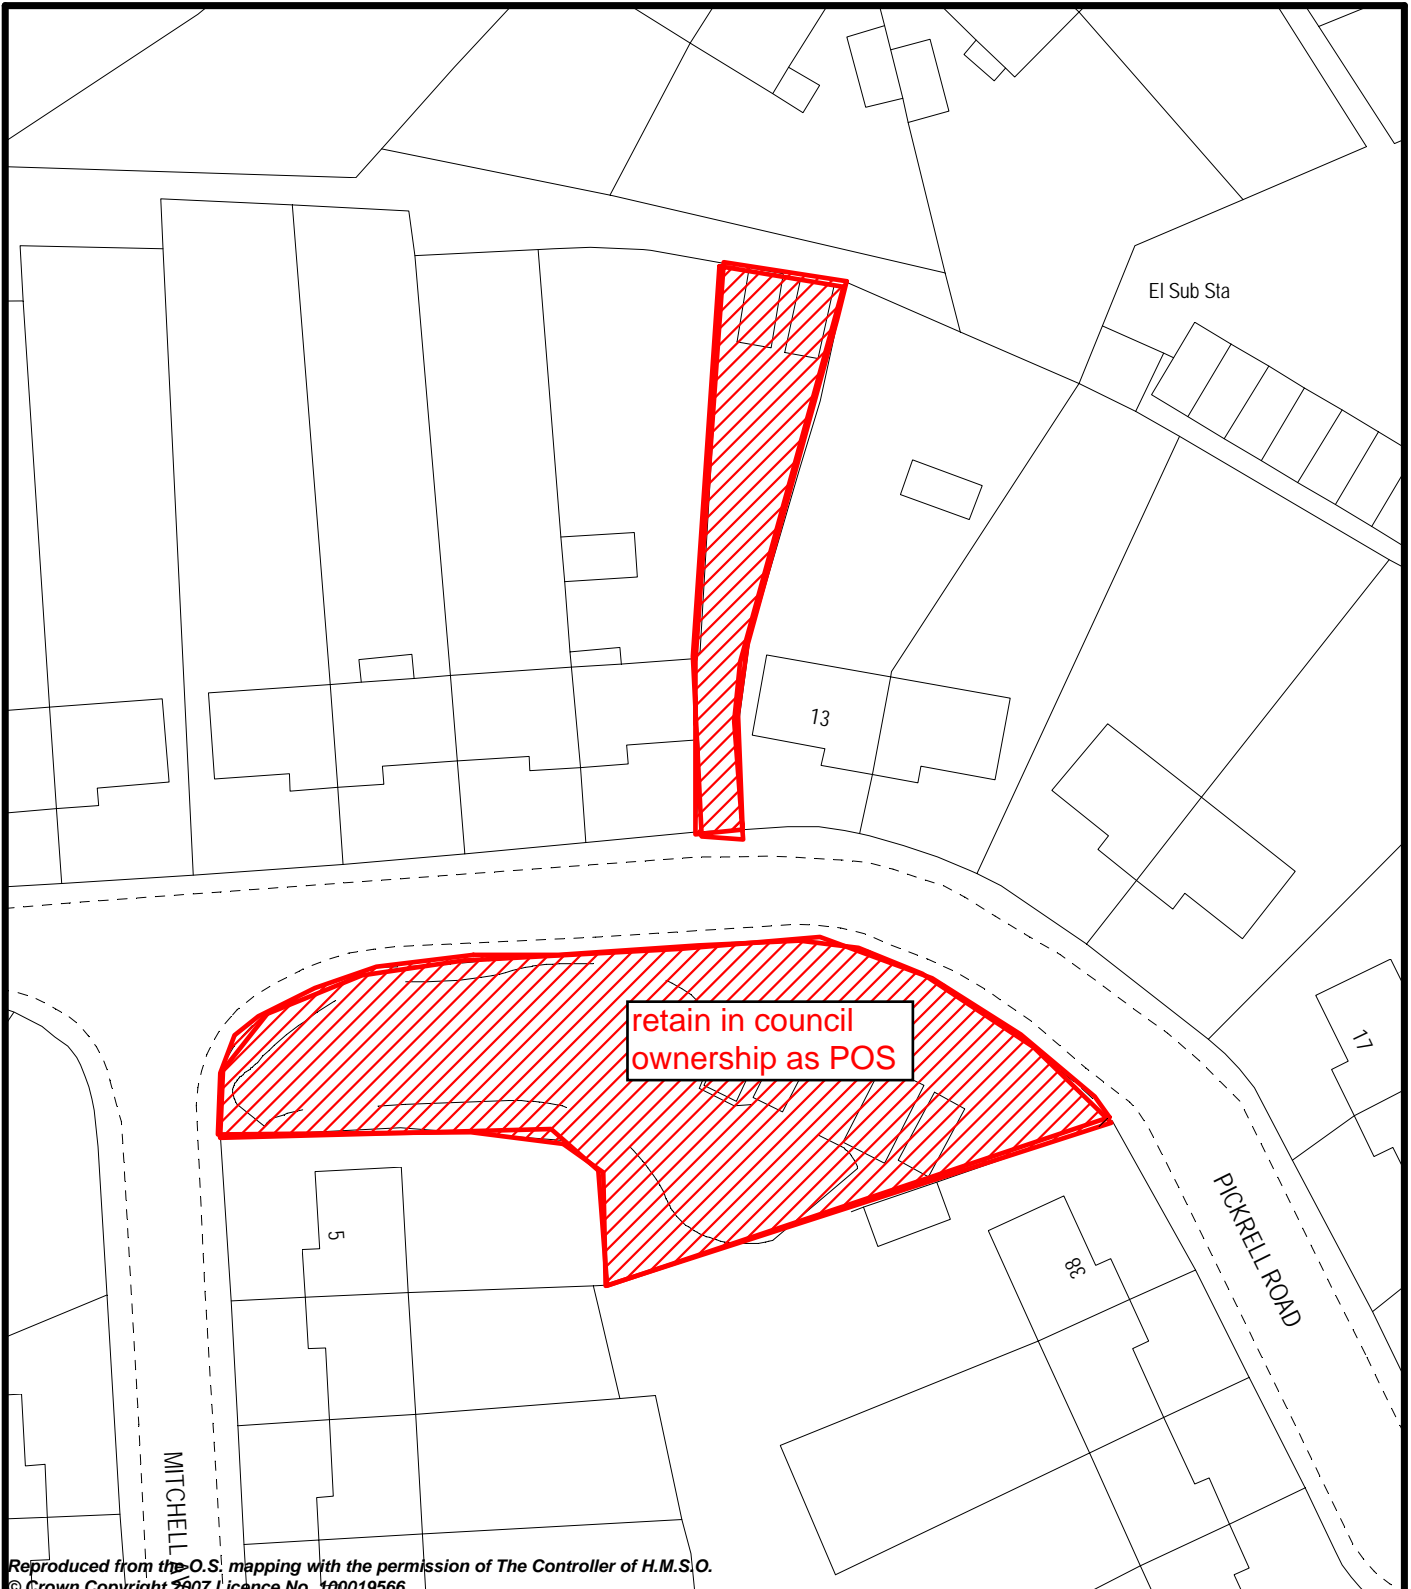 El Sub Sta
13
retain in council
ownership as POS
17
5
38
PICKRELL ROAD
MITCHELL
Reproduced from the O.S. mapping with the permission of The Controller of H.M.S.O.
© Crown Copyright 2007 Licence No. 100019566